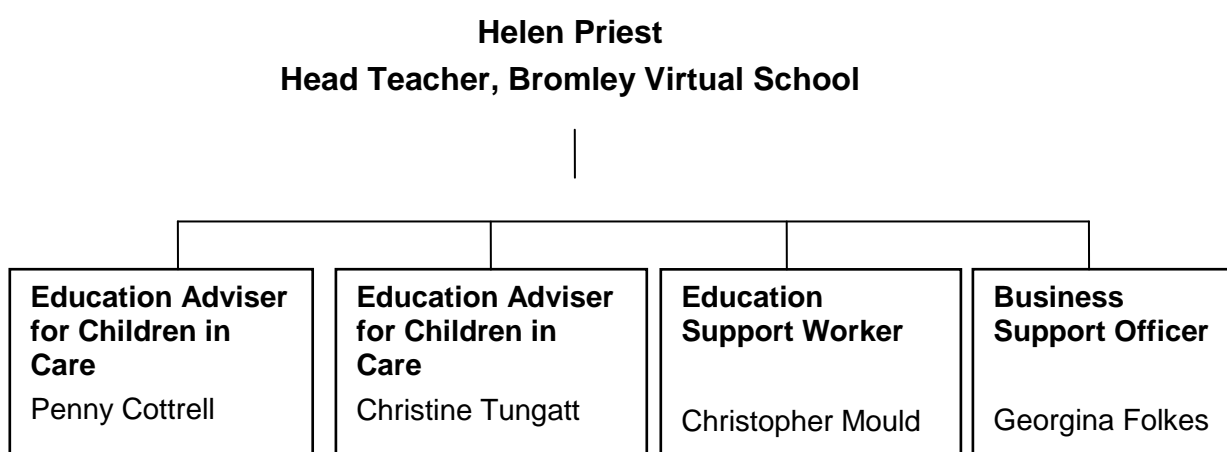 Helen Priest
Head Teacher, Bromley Virtual School
Education Adviser
for Children in
Care
Penny Cottrell
Education Adviser
for Children in
Care
Christine Tungatt
Education
Support Worker
Christopher Mould
Business
Support Officer
Georgina Folkes